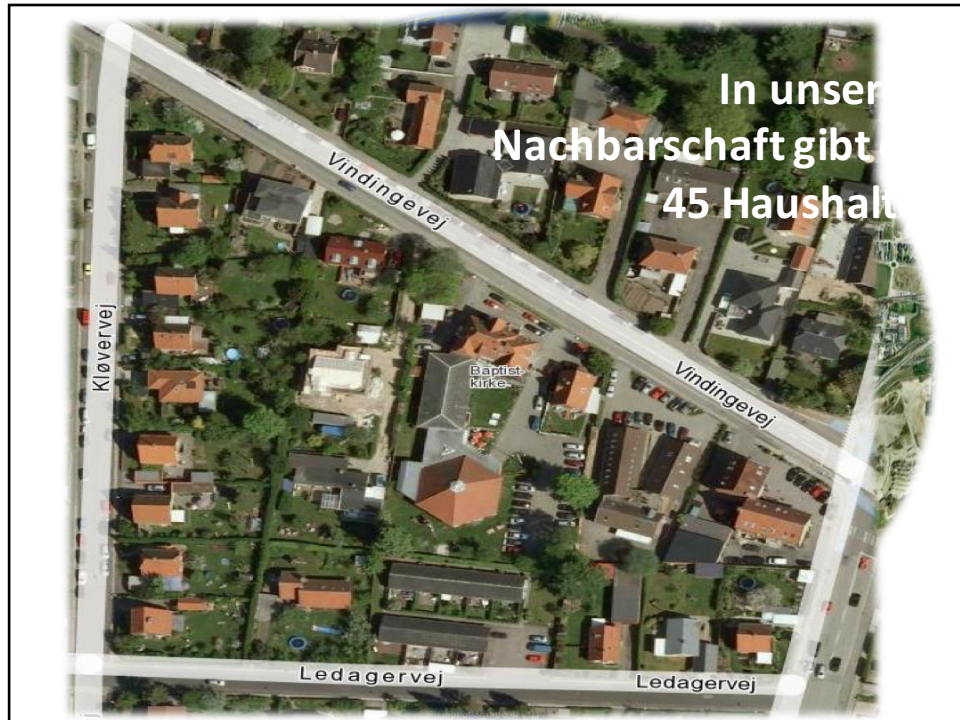 In unser
Nachbarschaft gibt
45 Haushalt
Vindingevej
Kløvervej
Baptist-
kirke
Vindingevej
Ledagervej
Ledagervej